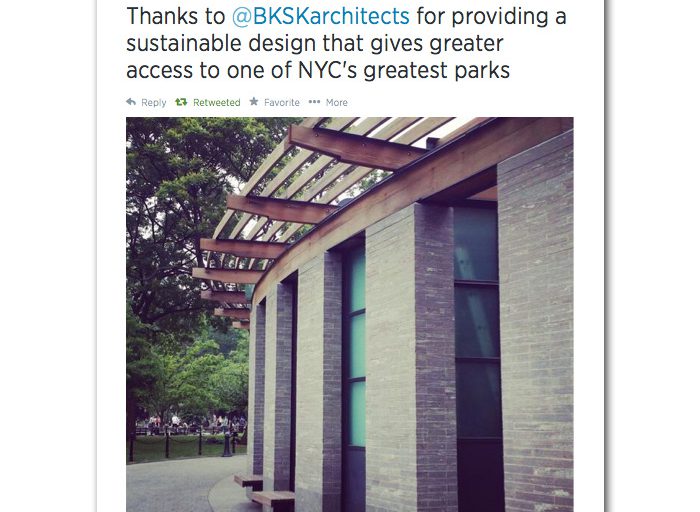 Thanks to @BKSKarchitects for providing a
sustainable design that gives greater
access to one of NYC's greatest parks
Reply Retweeted Favorite More